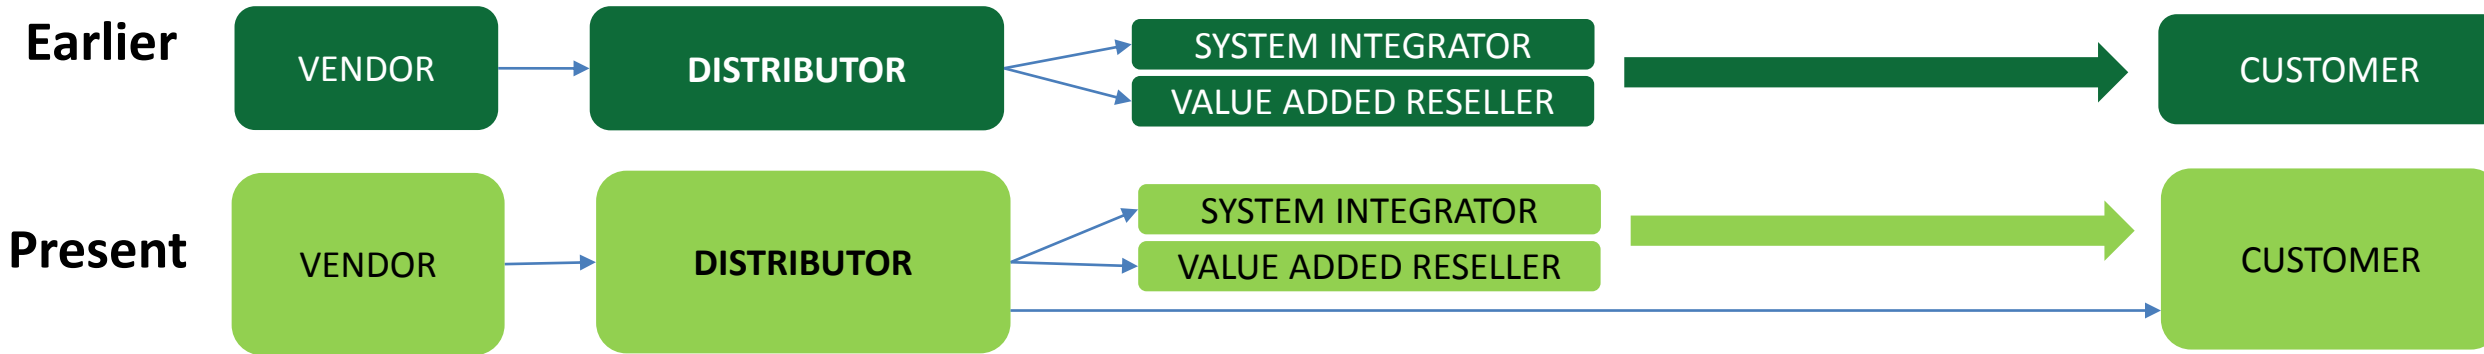 Earlier
VENDOR
DISTRIBUTOR
SYSTEM INTEGRATOR
VALUE ADDED RESELLER
CUSTOMER
Present
VENDOR
DISTRIBUTOR
SYSTEM INTEGRATOR
VALUE ADDED RESELLER
CUSTOMER